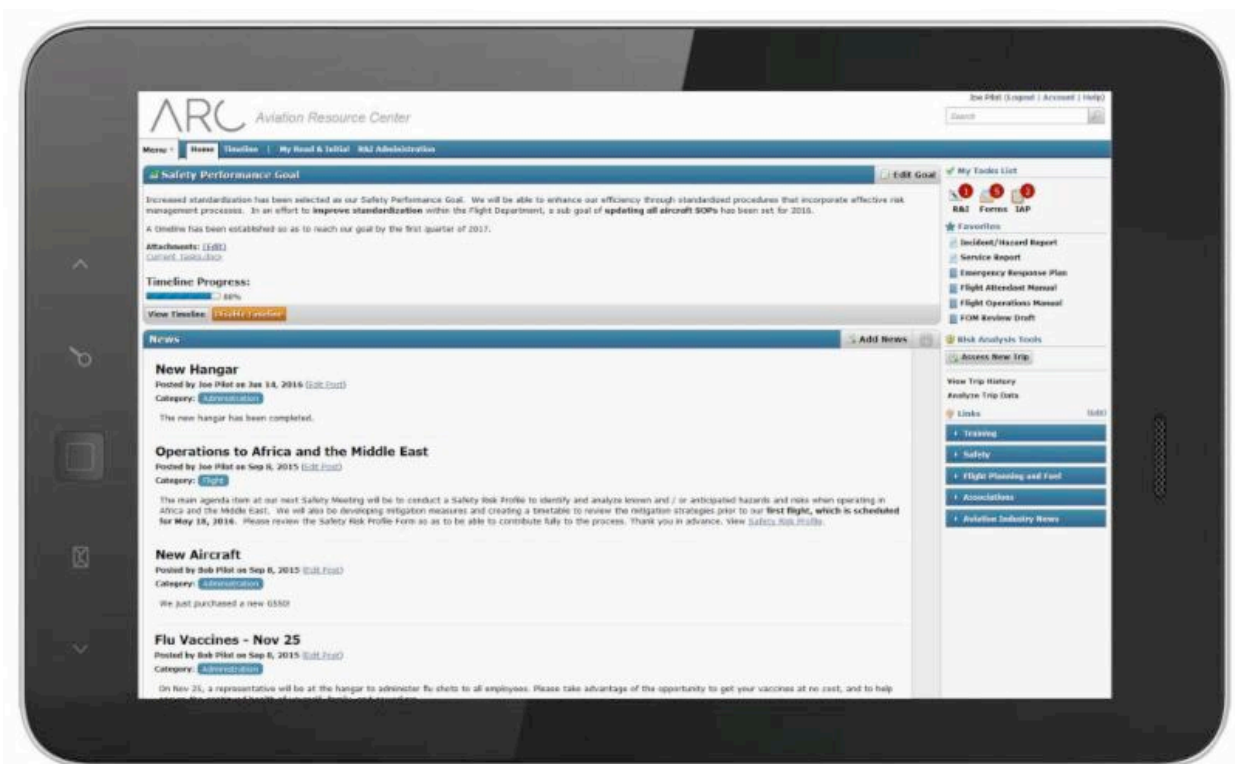 ARC Aviation Resource Center
Joe Pilot (Logout | Account | Help)
Search
Menu Home Timeline | My Read & Initial R&I Administration
Safety Performance Goal
Edit Goal
Increased standardization has been selected as our Safety Performance Goal. We will be able to enhance our efficiency through standardized procedures that incorporate effective risk
management processes. In an effort to improve standardization within the Flight Department, a sub goal of updating all aircraft SOPs has been set for 2016.
A timeline has been established so as to reach our goal by the first quarter of 2017.
Attachments: (Edit)
Current Tasks.docx
Timeline Progress:
88%
View Timeline Disable Timeline
News
Add News
New Hangar
Posted by Joe Pilot on Jun 14, 2016 (Edit Post)
Category: Administration
The new hangar has been completed.
Operations to Africa and the Middle East
Posted by Joe Pilot on Sep 8, 2015 (Edit Post)
Category: Flight
The main agenda item at our next Safety Meeting will be to conduct a Safety Risk Profile to identify and analyze known and / or anticipated hazards and risks when operating in
Africa and the Middle East. We will also be developing mitigation measures and creating a timetable to review the mitigation strategies prior to our first flight, which is scheduled
for May 18, 2016. Please review the Safety Risk Profile Form so as to be able to contribute fully to the process. Thank you in advance. View Safety Risk Profile.
New Aircraft
Posted by Bob Pilot on Sep 8, 2015 (Edit Post)
Category: Administration
We just purchased a new G550!
Flu Vaccines - Nov 25
Posted by Bob Pilot on Sep 8, 2015 (Edit Post)
Category: Administration
On Nov 25, a representative will be at the hangar to administer flu shots to all employees. Please take advantage of the opportunity to get your vaccines at no cost, and to help
My Tasks List
1 5 3
R&I Forms IAP
Favorites
Incident/Hazard Report
Service Report
Emergency Response Plan
Flight Attendant Manual
Flight Operations Manual
FOM Review Draft
Risk Analysis Tools
Assess New Trip
View Trip History
Analyze Trip Data
Links (Edit)
Training
Safety
Flight Planning and Fuel
Associations
Aviation Industry News